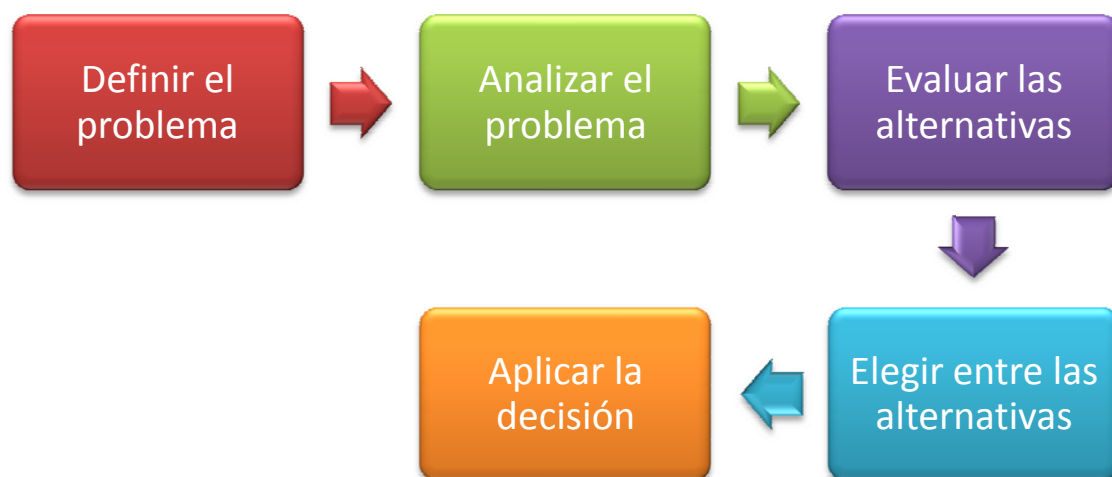 Definir el
problema
Analizar el
problema
Evaluar las
alternativas
Elegir entre las
alternativas
Aplicar la
decisión